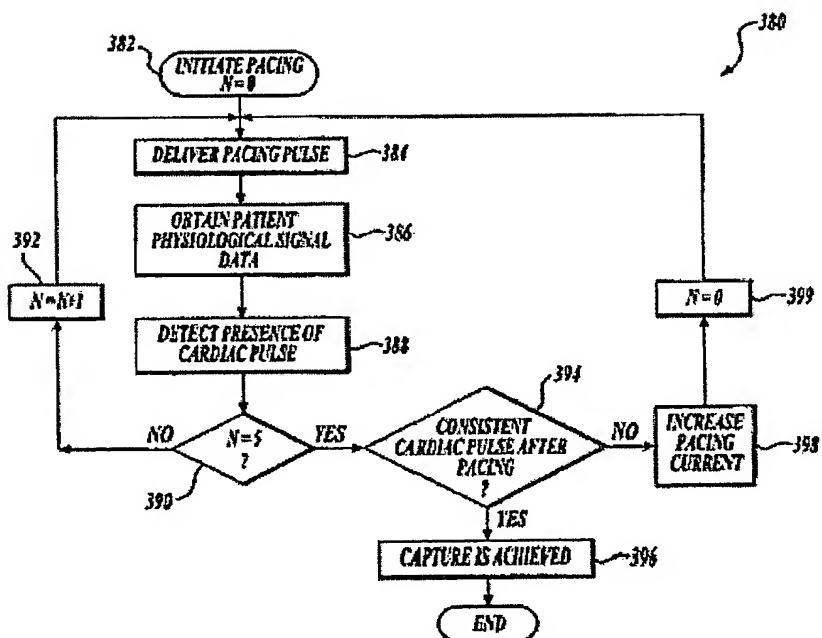 380
382
INITIATE PACING
N=0
DELIVER PACING PULSE
384
OBTAIN PATIENT
PHYSIOLOGICAL SIGNAL
DATA
386
392
N=N+1
N=0
399
DETECT PRESENCE OF
CARDIAC PULSE
388
394
NO
N=5
?
YES
390
CONSISTENT
CARDIAC PULSE AFTER
PACING
?
NO
INCREASE
PACING
CURRENT
398
YES
CAPTURE IS ACHIEVED
396
END